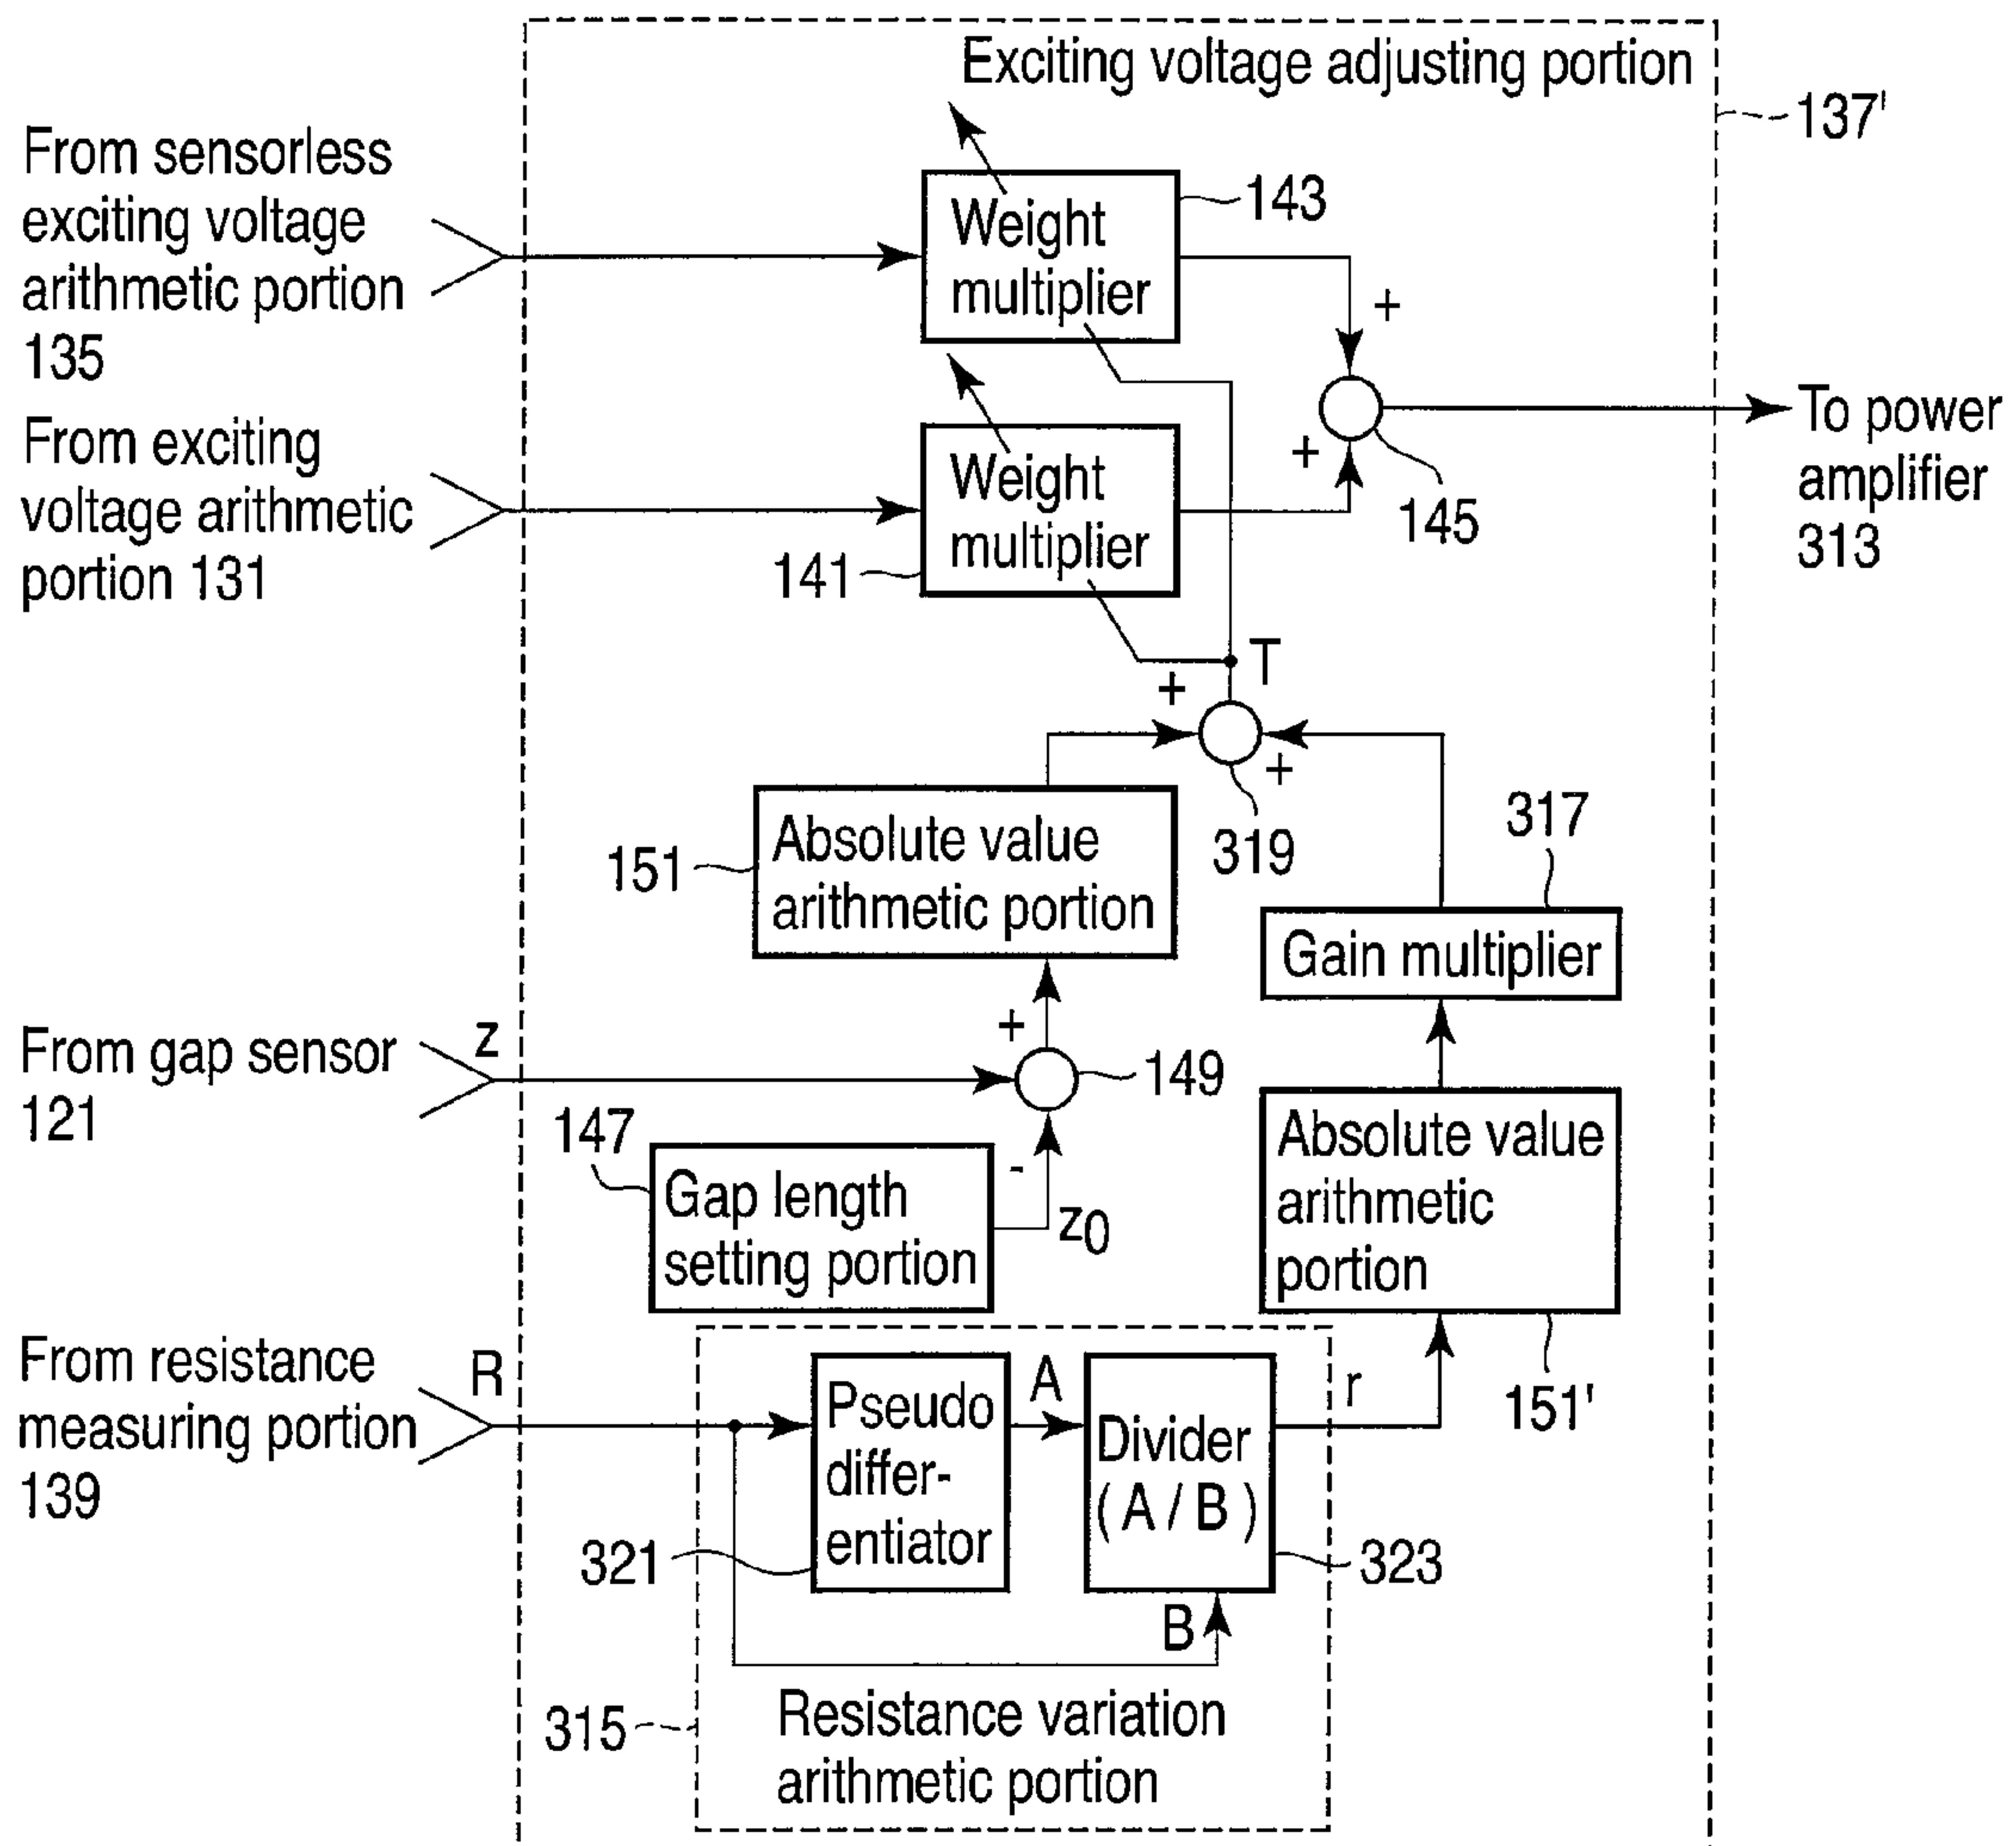 Exciting voltage adjusting portion
137'
From sensorless
exciting voltage
arithmetic portion
135
Weight
multiplier
143
+
From exciting
voltage arithmetic
portion 131
Weight
multiplier
141
+
145
To power
amplifier
313
T
+
+
319
151
Absolute value
arithmetic portion
317
Gain multiplier
From gap sensor
121
z
+
149
147
Gap length
setting portion
-
z0
Absolute value
arithmetic
portion
151'
From resistance
measuring portion
139
R
Pseudo
differ-
entiator
321
A
Divider
(A / B)
r
323
B
315
Resistance variation
arithmetic portion